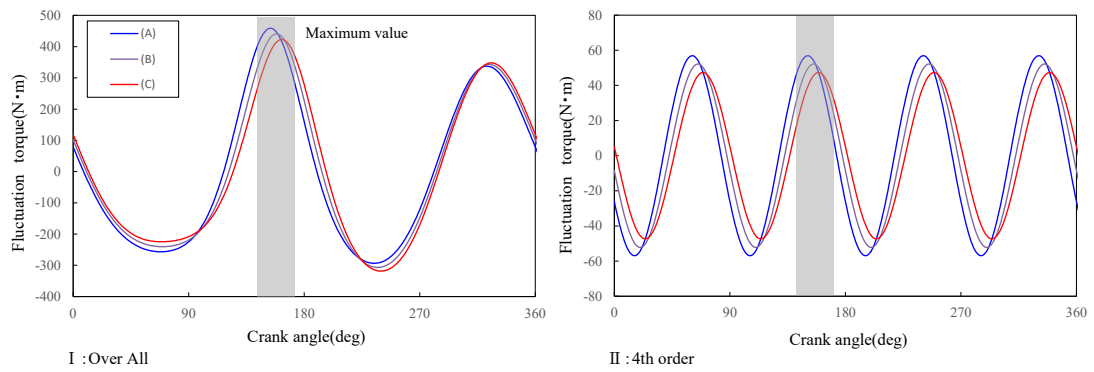 Fluctuation torque(N・m)
500
400
300
200
100
0
-100
-200
-300
-400
(A)
(B)
(C)
Maximum value
0
90
180
270
360
Crank angle(deg)
Ⅰ :Over All
Fluctuation torque(N・m)
80
60
40
20
0
-20
-40
-60
-80
0
90
180
270
360
Crank angle(deg)
Ⅱ : 4th order